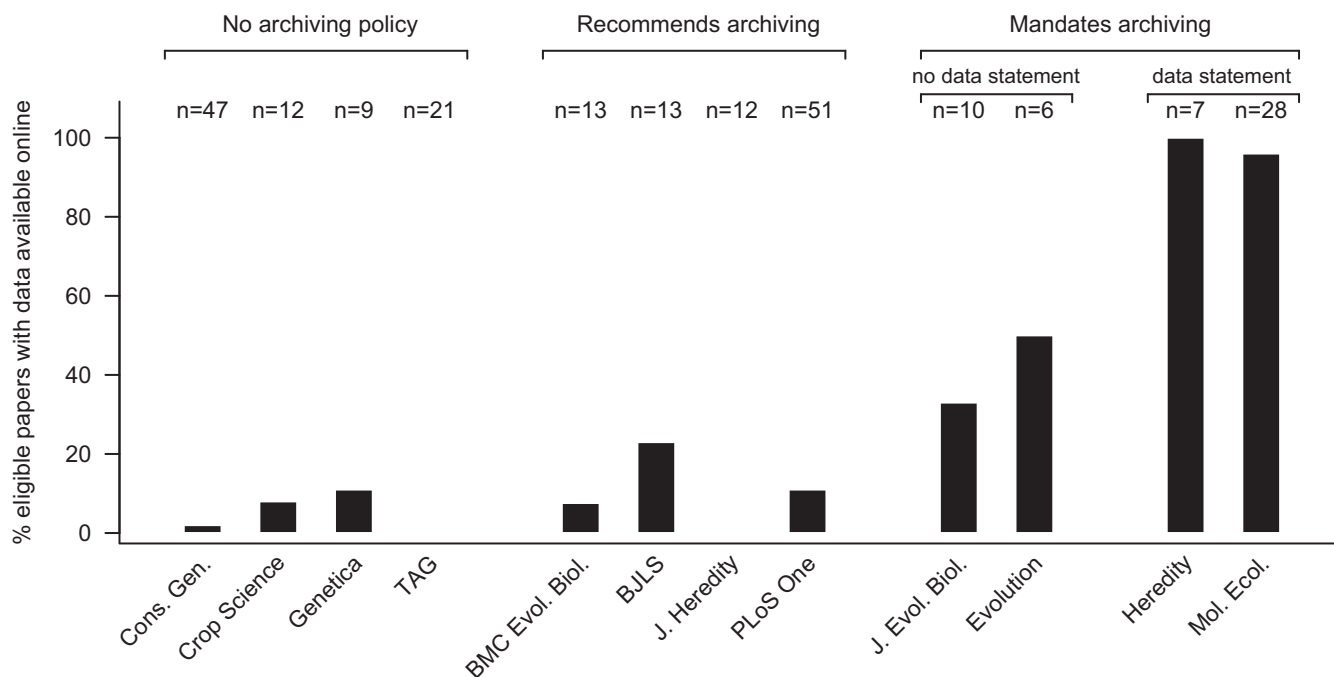 No archiving policy Recommends archiving Mandates archiving
no data statement data statement
n=47 n=12 n=9 n=21 n=13 n=13 n=12 n=51 n=10 n=6 n=7 n=28
% eligible papers with data available online
100
80
60
40
20
0
Cons. Gen.
Crop Science
Genetica
TAG
BMC Evol. Biol.
BJLS
J. Heredity
PLoS One
J. Evol. Biol.
Evolution
Heredity
Mol. Ecol.